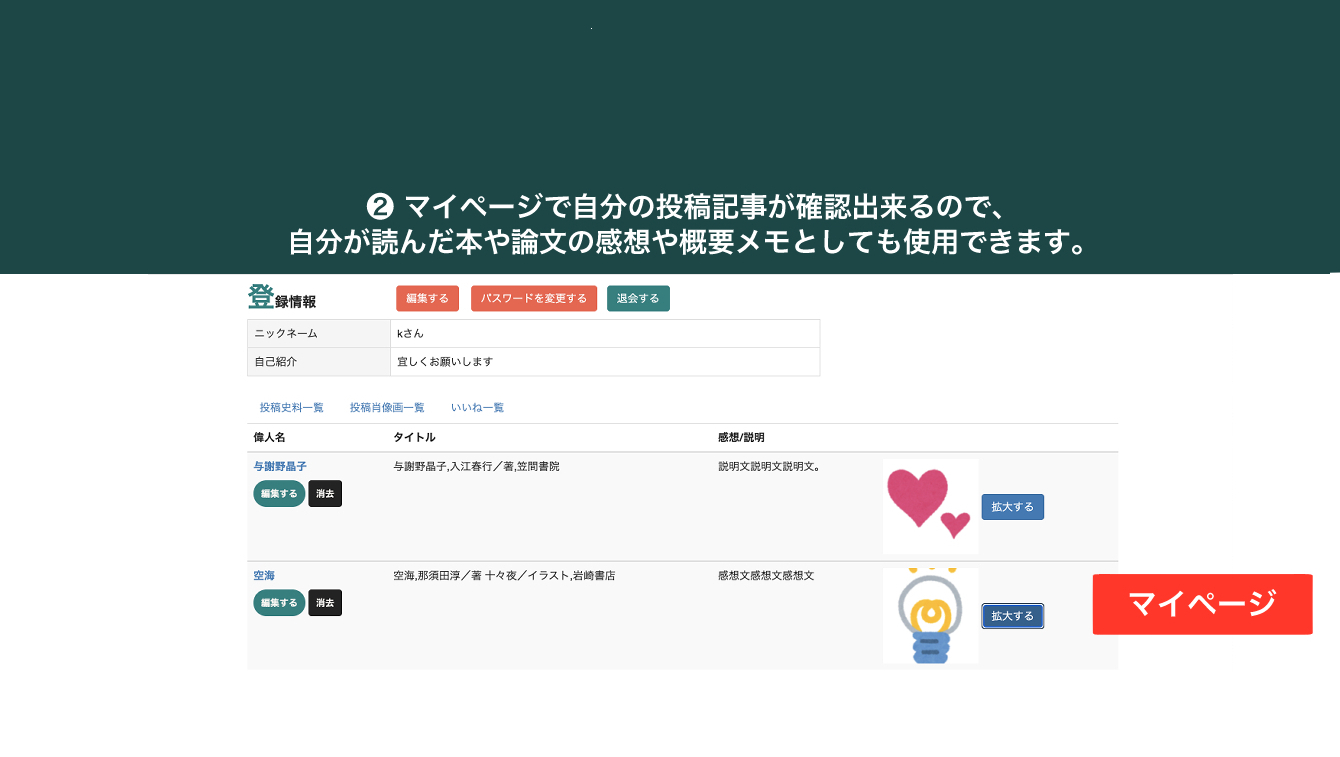 ❷ マイページで自分の投稿記事が確認出来るので、
自分が読んだ本や論文の感想や概要メモとしても使用できます。
登録情報 編集する パスワードを変更する 退会する
ニックネーム kさん
自己紹介 宜しくお願いします
投稿史料一覧 投稿肖像画一覧 いいね一覧
偉人名 タイトル 感想/説明
与謝野晶子 与謝野晶子,入江春行／著,笠間書院 説明文説明文説明文。
編集する 消去 拡大する
空海 空海,那須田淳／著 十々夜／イラスト,岩崎書店 感想文感想文感想文
編集する 消去 拡大する
マイページ